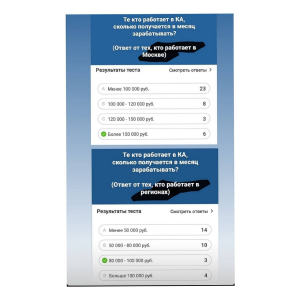 Те кто работает в КА,
сколько получается в месяц
зарабатывать?
(Ответ от тех, кто работает в
Москве)
Результаты теста Смотреть ответы >
Менее 100 000 руб. 23
100 000 - 120 000 руб. 8
120 000 - 150 000 руб. 3
Более 150 000 руб. 6
Те кто работает в КА,
сколько получается в месяц
зарабатывать?
(Ответ от тех, кто работает в
регионах)
Результаты теста Смотреть ответы >
Менее 50 000 руб. 14
50 000 - 80 000 руб. 10
80 000 - 100 000 руб. 3
Больше 100 000 руб. 4